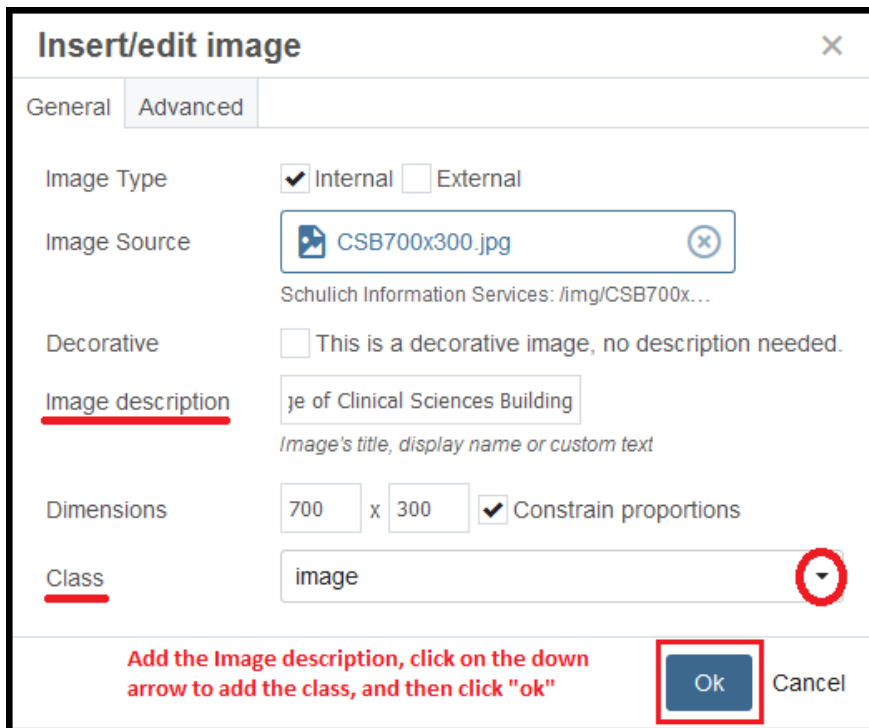 Insert/edit image ×
General Advanced
Image Type Internal External
Image Source CSB700x300.jpg
Schulich Information Services: /img/CSB700x...
Decorative This is a decorative image, no description needed.
Image description ge of Clinical Sciences Building
Image's title, display name or custom text
Dimensions 700 x 300 Constrain proportions
Class image
Add the Image description, click on the down
arrow to add the class, and then click "ok"
Ok Cancel